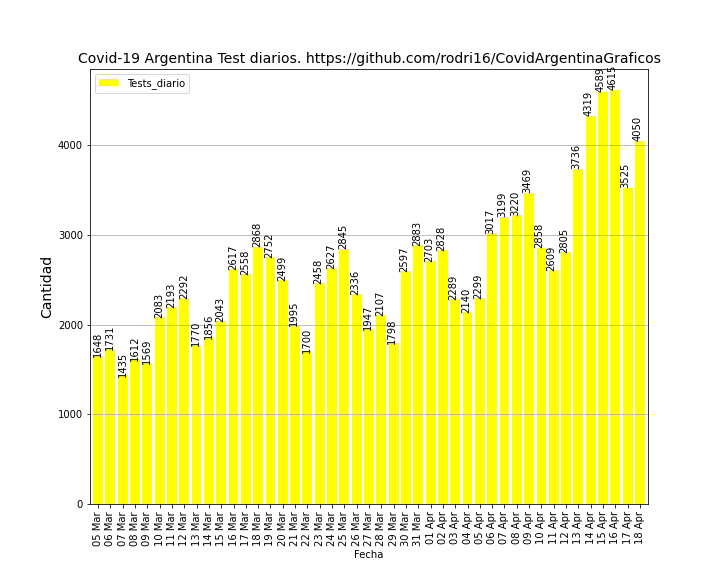 Covid-19 Argentina Test diarios. https://github.com/rodri16/CovidArgentinaGraficos
Tests_diario
Cantidad
4000
3000
2000
1000
0
1648
1731
1435
1612
1569
2083
2193
2292
1770
1856
2043
2617
2558
2868
2752
2499
1995
1700
2458
2627
2845
2336
1947
2107
1798
2597
2883
2703
2828
2289
2140
2299
3017
3199
3220
3469
2858
2609
2805
3736
4319
4589
4615
3525
4050
05 Mar
06 Mar
07 Mar
08 Mar
09 Mar
10 Mar
11 Mar
12 Mar
13 Mar
14 Mar
15 Mar
16 Mar
17 Mar
18 Mar
19 Mar
20 Mar
21 Mar
22 Mar
23 Mar
24 Mar
25 Mar
26 Mar
27 Mar
28 Mar
29 Mar
30 Mar
31 Mar
01 Apr
02 Apr
03 Apr
04 Apr
05 Apr
06 Apr
07 Apr
08 Apr
09 Apr
10 Apr
11 Apr
12 Apr
13 Apr
14 Apr
15 Apr
16 Apr
17 Apr
18 Apr
Fecha